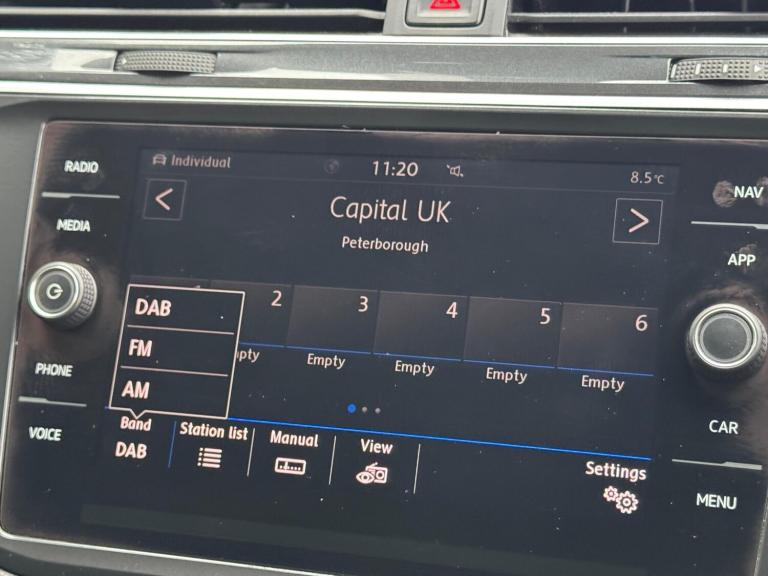 RADIO
MEDIA
PHONE
VOICE
Individual
11:20
8.5°C
Capital UK
Peterborough
2
3
4
5
6
Empty
Empty
Empty
Empty
DAB
FM
AM
Band
DAB
Station list
Manual
View
Settings
NAV
APP
CAR
MENU